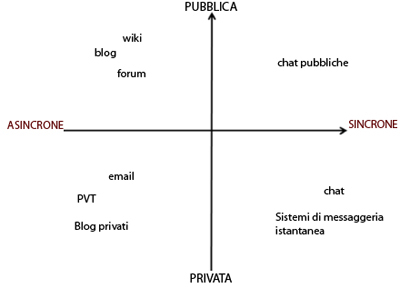 PUBBLICA
wiki
blog
forum
chat pubbliche
ASINCRONE
SINCRONE
email
PVT
Blog privati
chat
Sistemi di messaggeria
istantanea
PRIVATA